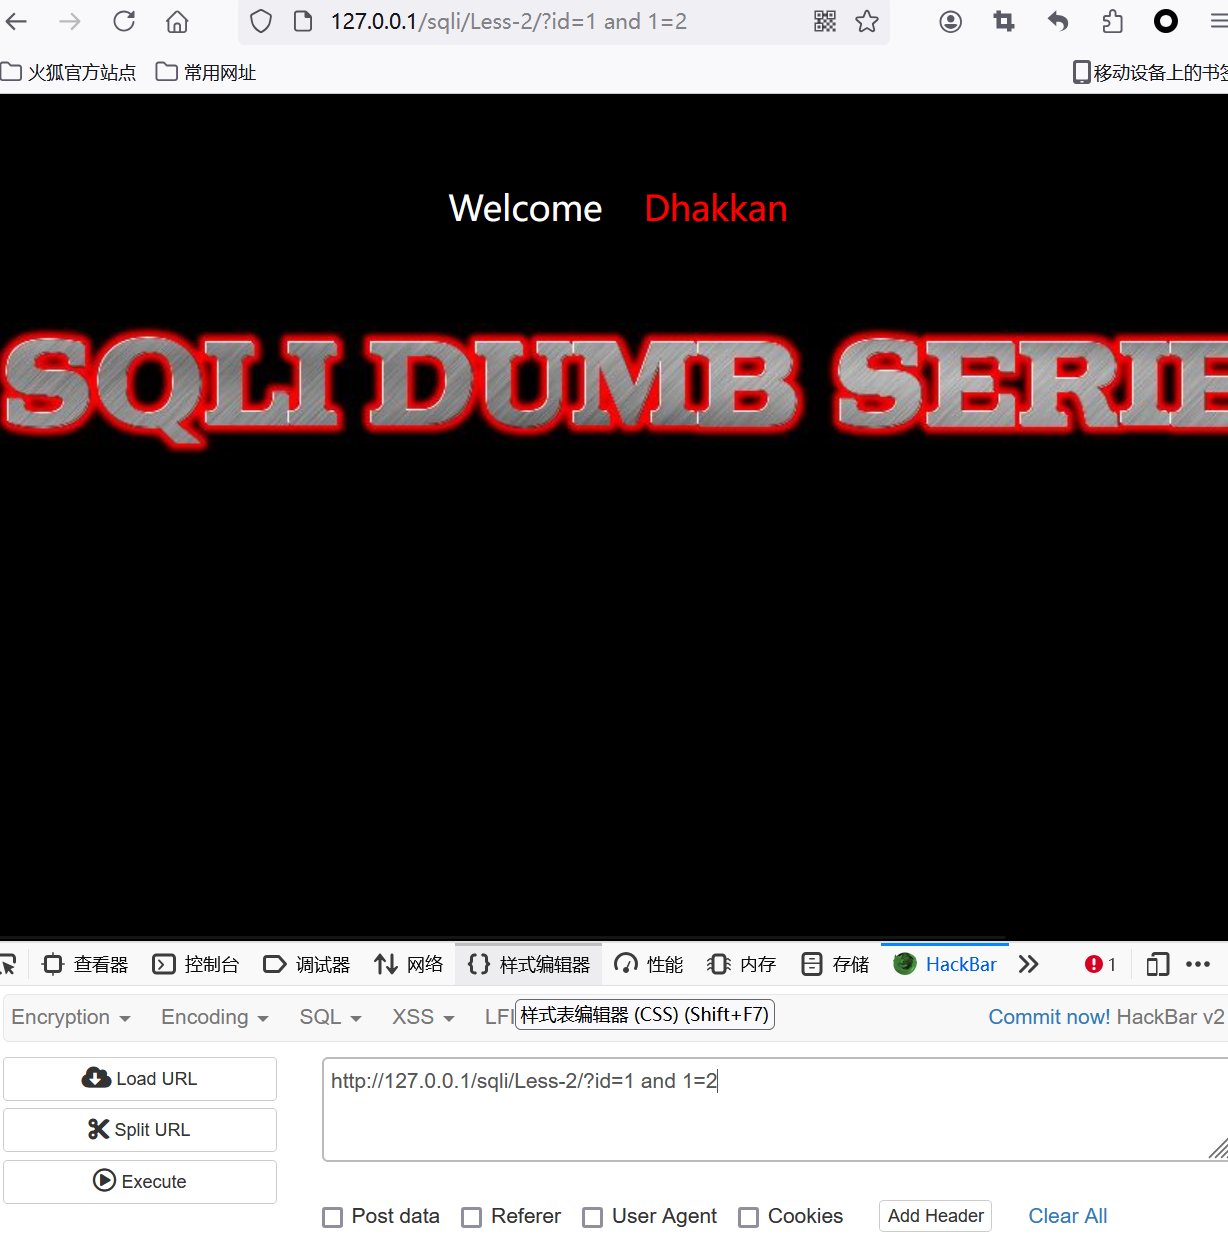 127.0.0.1/sqli/Less-2/?id=1 and 1=2
火狐官方站点 常用网址 移动设备上的书签
Welcome Dhakkan
SQLI DUMB SERIE
查看器 控制台 调试器 网络 样式编辑器 性能 内存 存储 HackBar 1
Encryption Encoding SQL XSS LFI 样式表编辑器 (CSS) (Shift+F7) Commit now! HackBar v2
Load URL
http://127.0.0.1/sqli/Less-2/?id=1 and 1=2
Split URL
Execute
Post data Referer User Agent Cookies Add Header Clear All